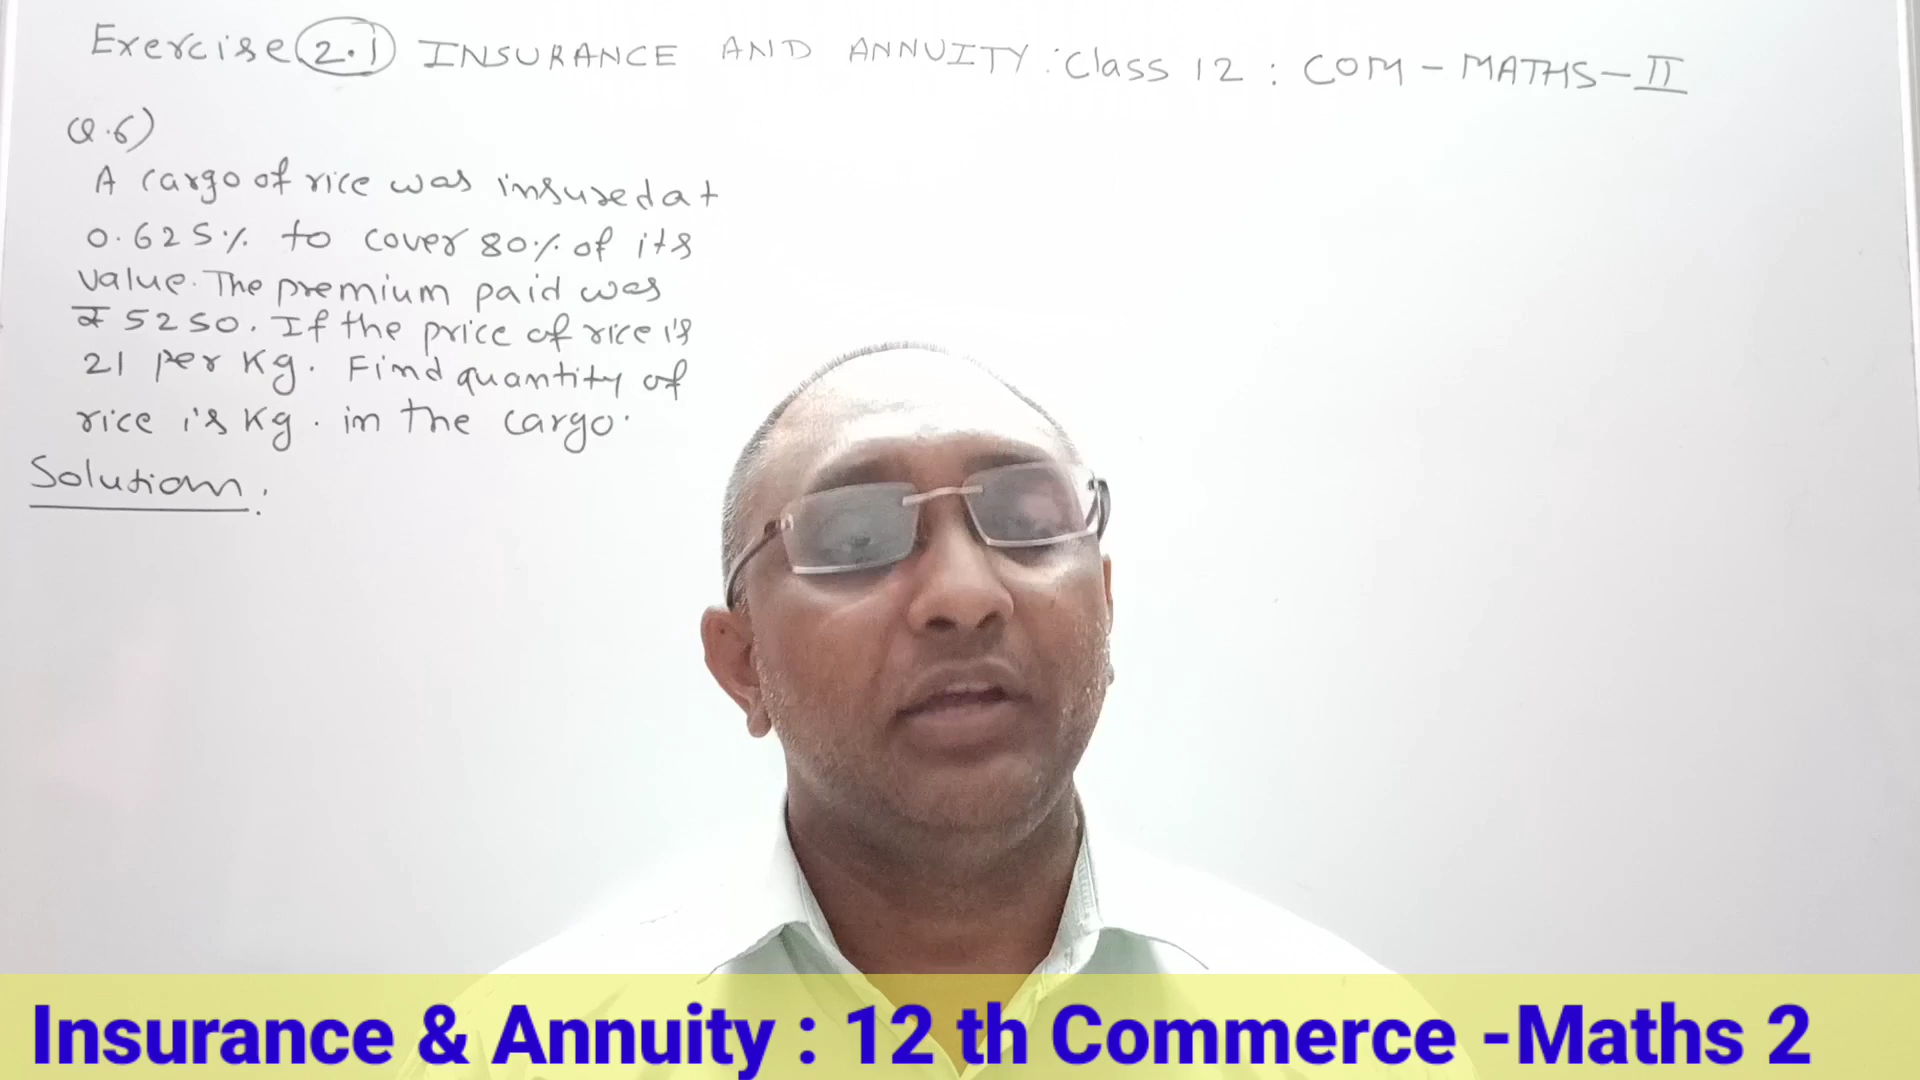 Exercise 2.1 INSURANCE AND ANNUITY : Class 12 : COM - MATHS - II
Q.6)
A cargo of rice was insured at
0.625% to cover 80% of its
value. The premium paid was
₹ 5250. If the price of rice is
21 per Kg. Find quantity of
rice is Kg. in the cargo.
Solution :
Insurance & Annuity : 12 th Commerce -Maths 2